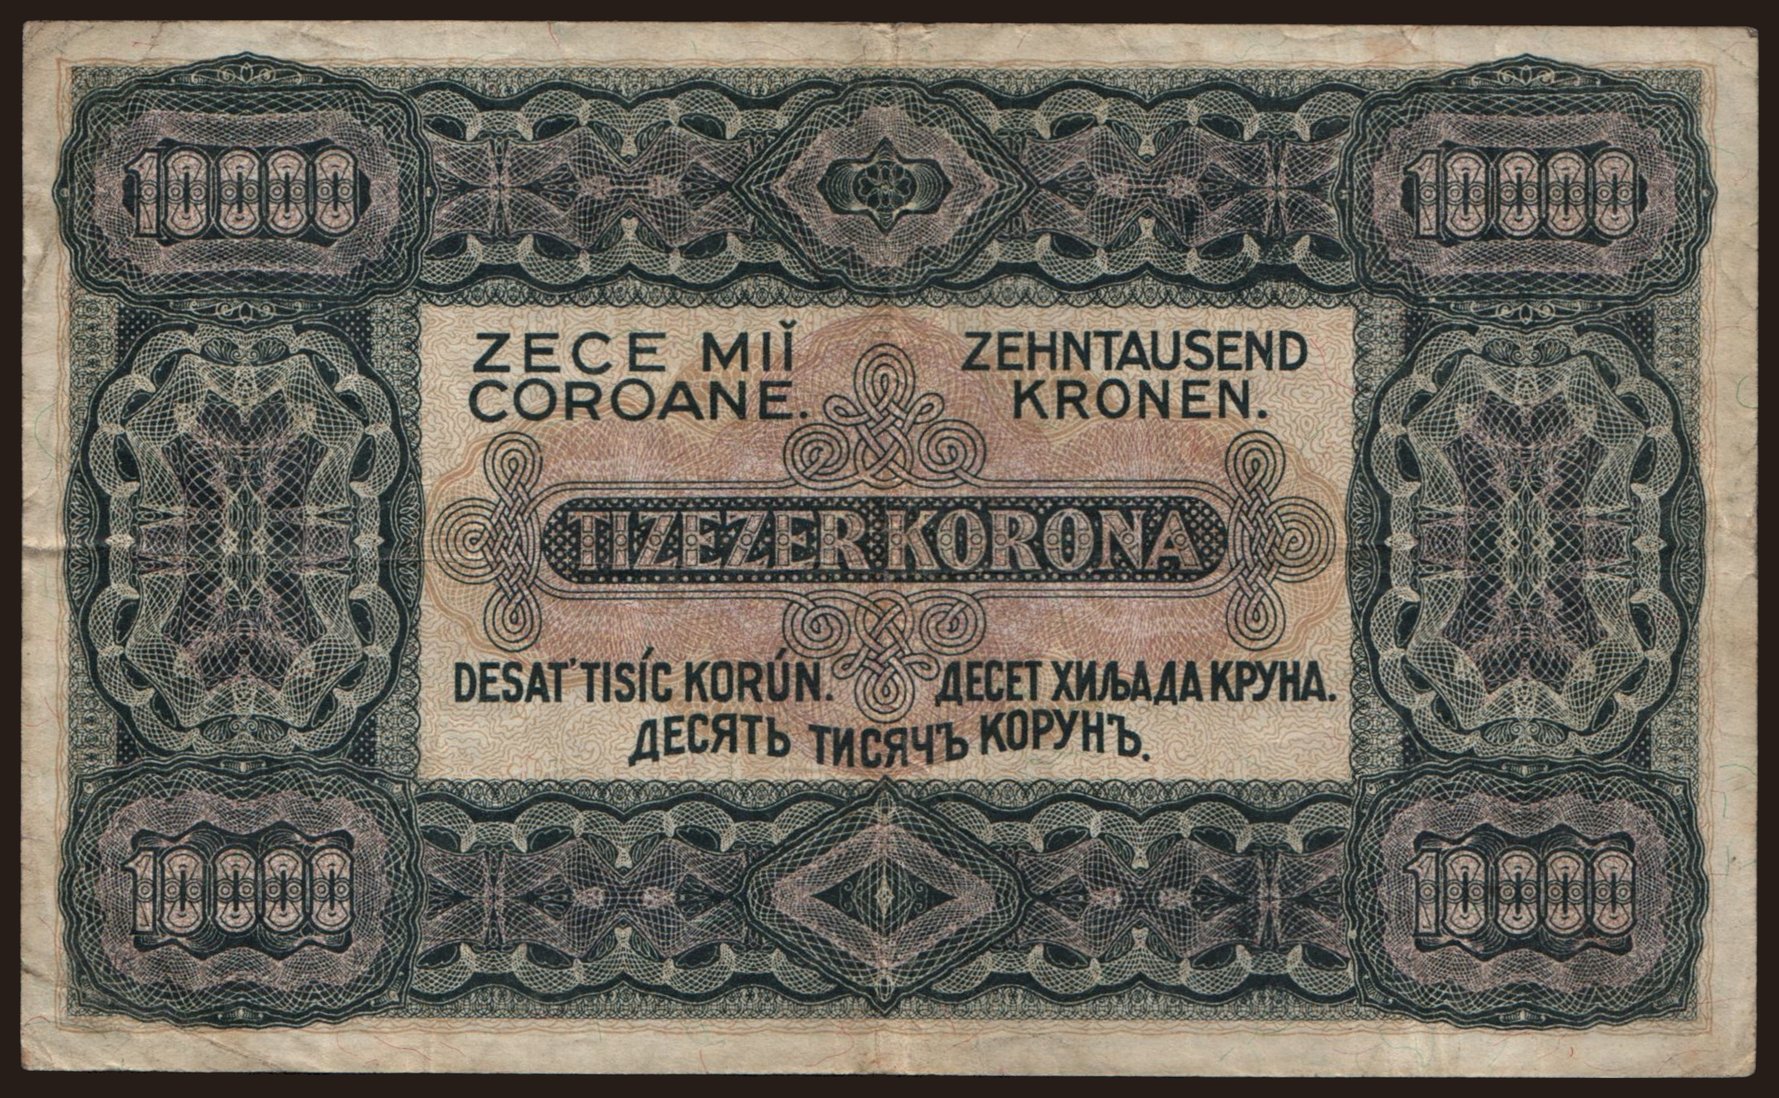 10000
10000
ZECE MIĬ
COROANE.
ZEHNTAUSEND
KRONEN.
TIZEZER KORONA
DESAT' TISÍC KORÚN.
ДЕСЕТ ХИЉАДА КРУНА.
ДЕСЯТЬ ТИСЯЧЪ КОРУНЪ.
10000
10000